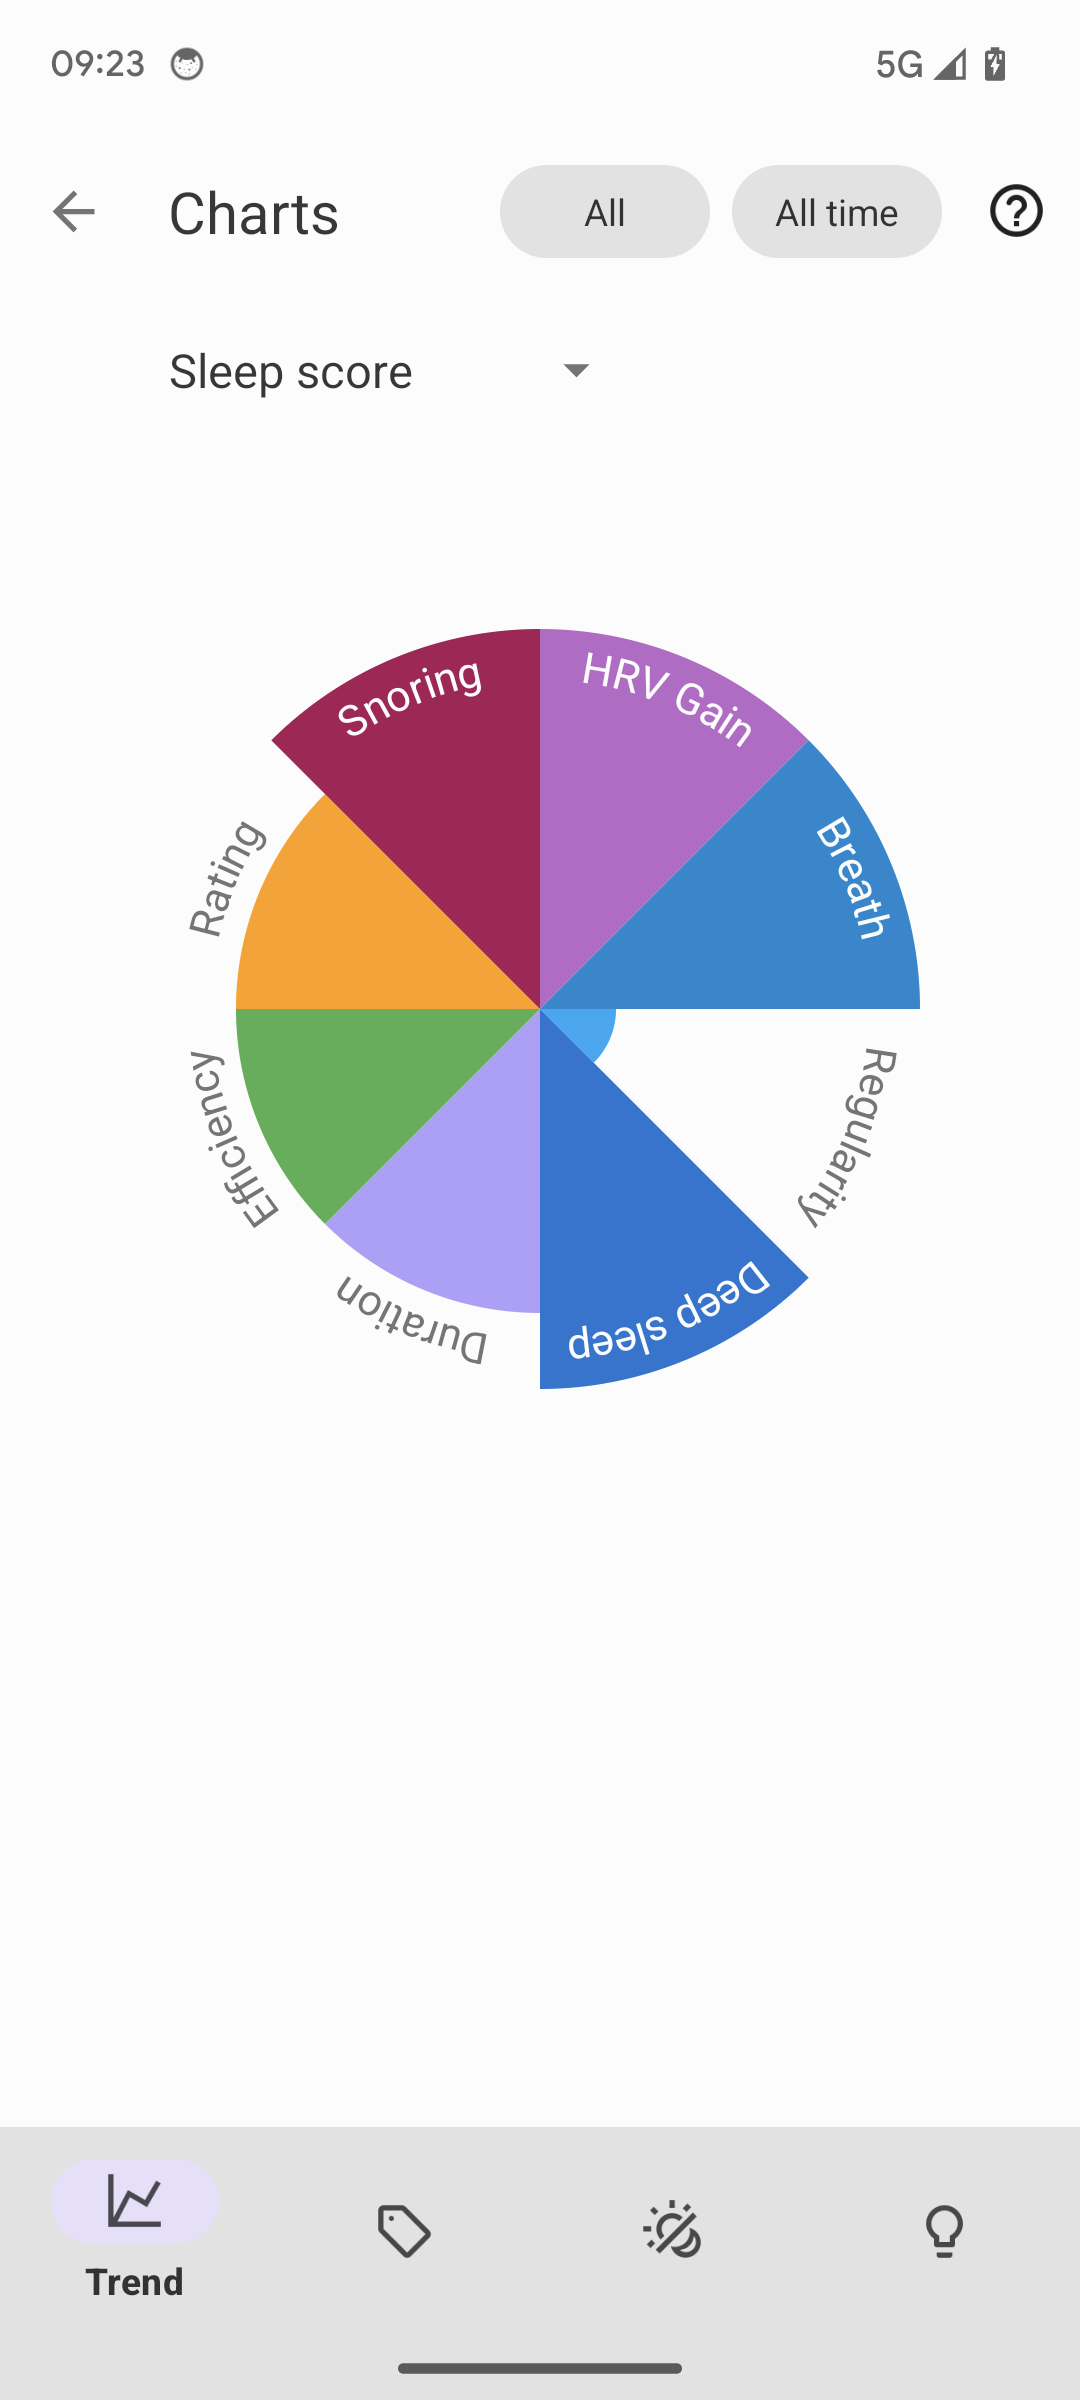 09:23
5G
Charts
All
All time
Sleep score
Snoring
HRV Gain
Breath
Rating
Regularity
Efficiency
Deep sleep
Duration
Trend